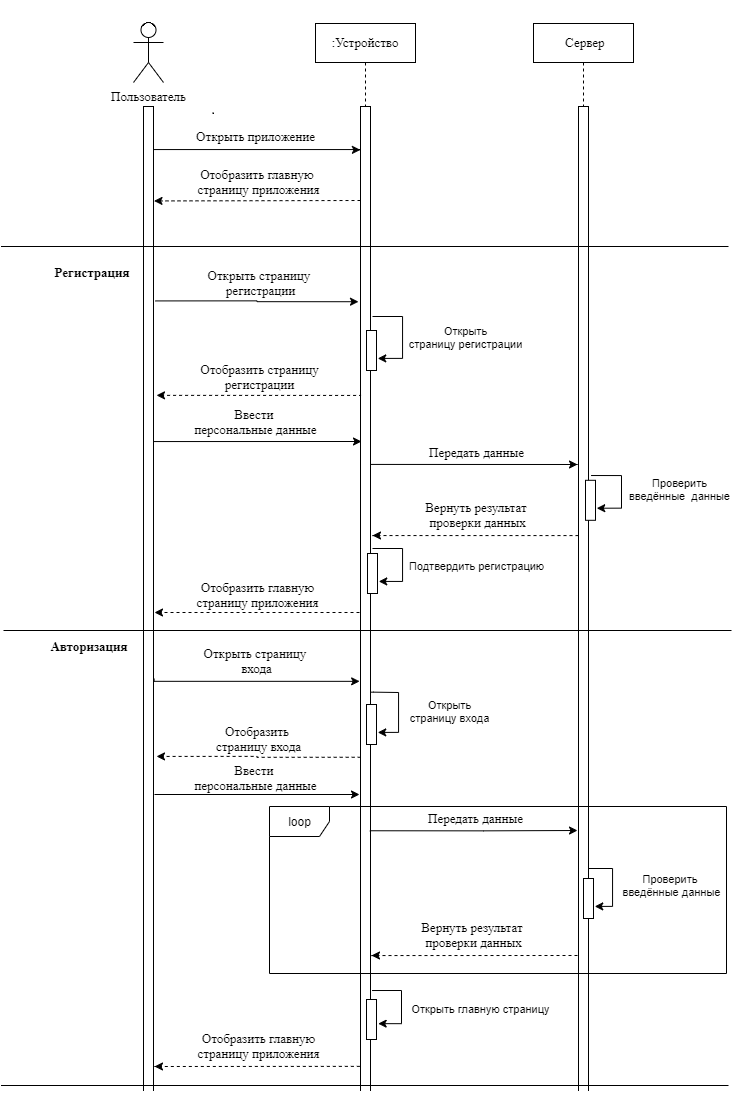 :Устройство
Сервер
Пользователь
Открыть приложение
Отобразить главную
страницу приложения
Регистрация
Открыть страницу
регистрации
Открыть
страницу регистрации
Отобразить страницу
регистрации
Ввести
персональные данные
Передать данные
Проверить
введённые данные
Вернуть результат
проверки данных
Подтвердить регистрацию
Отобразить главную
страницу приложения
Авторизация
Открыть страницу
входа
Открыть
страницу входа
Отобразить
страницу входа
Ввести
персональные данные
loop
Передать данные
Проверить
введённые данные
Вернуть результат
проверки данных
Открыть главную страницу
Отобразить главную
страницу приложения